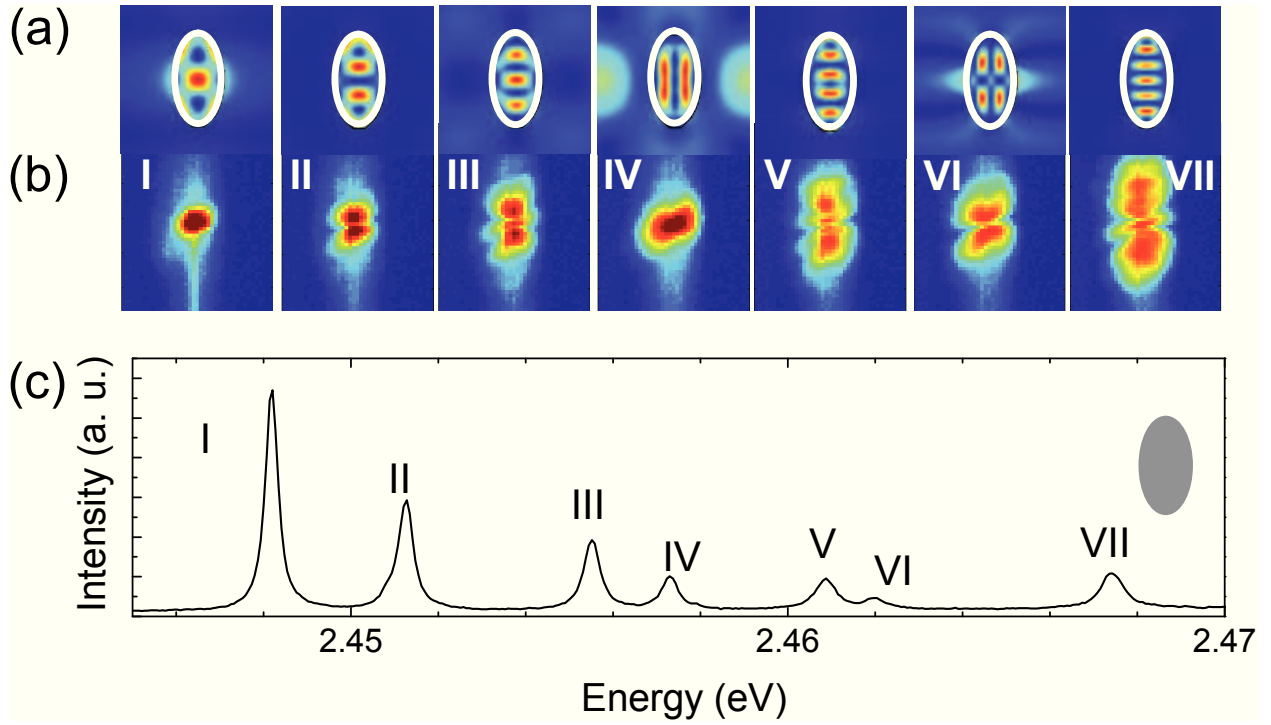 (a)
(b)
I II III IV V VI VII
(c)
Intensity (a. u.)
I
II
III
IV
V
VI
VII
2.45 2.46 2.47
Energy (eV)